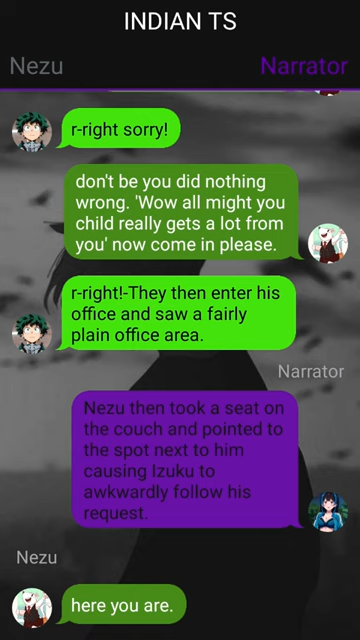 INDIAN TS
Nezu
Narrator
r-right sorry!
don't be you did nothing
wrong. 'Wow all might you
child really gets a lot from
you' now come in please.
r-right!-They then enter his
office and saw a fairly
plain office area.
Narrator
Nezu then took a seat on
the couch and pointed to
the spot next to him
causing Izuku to
awkwardly follow his
request.
Nezu
here you are.